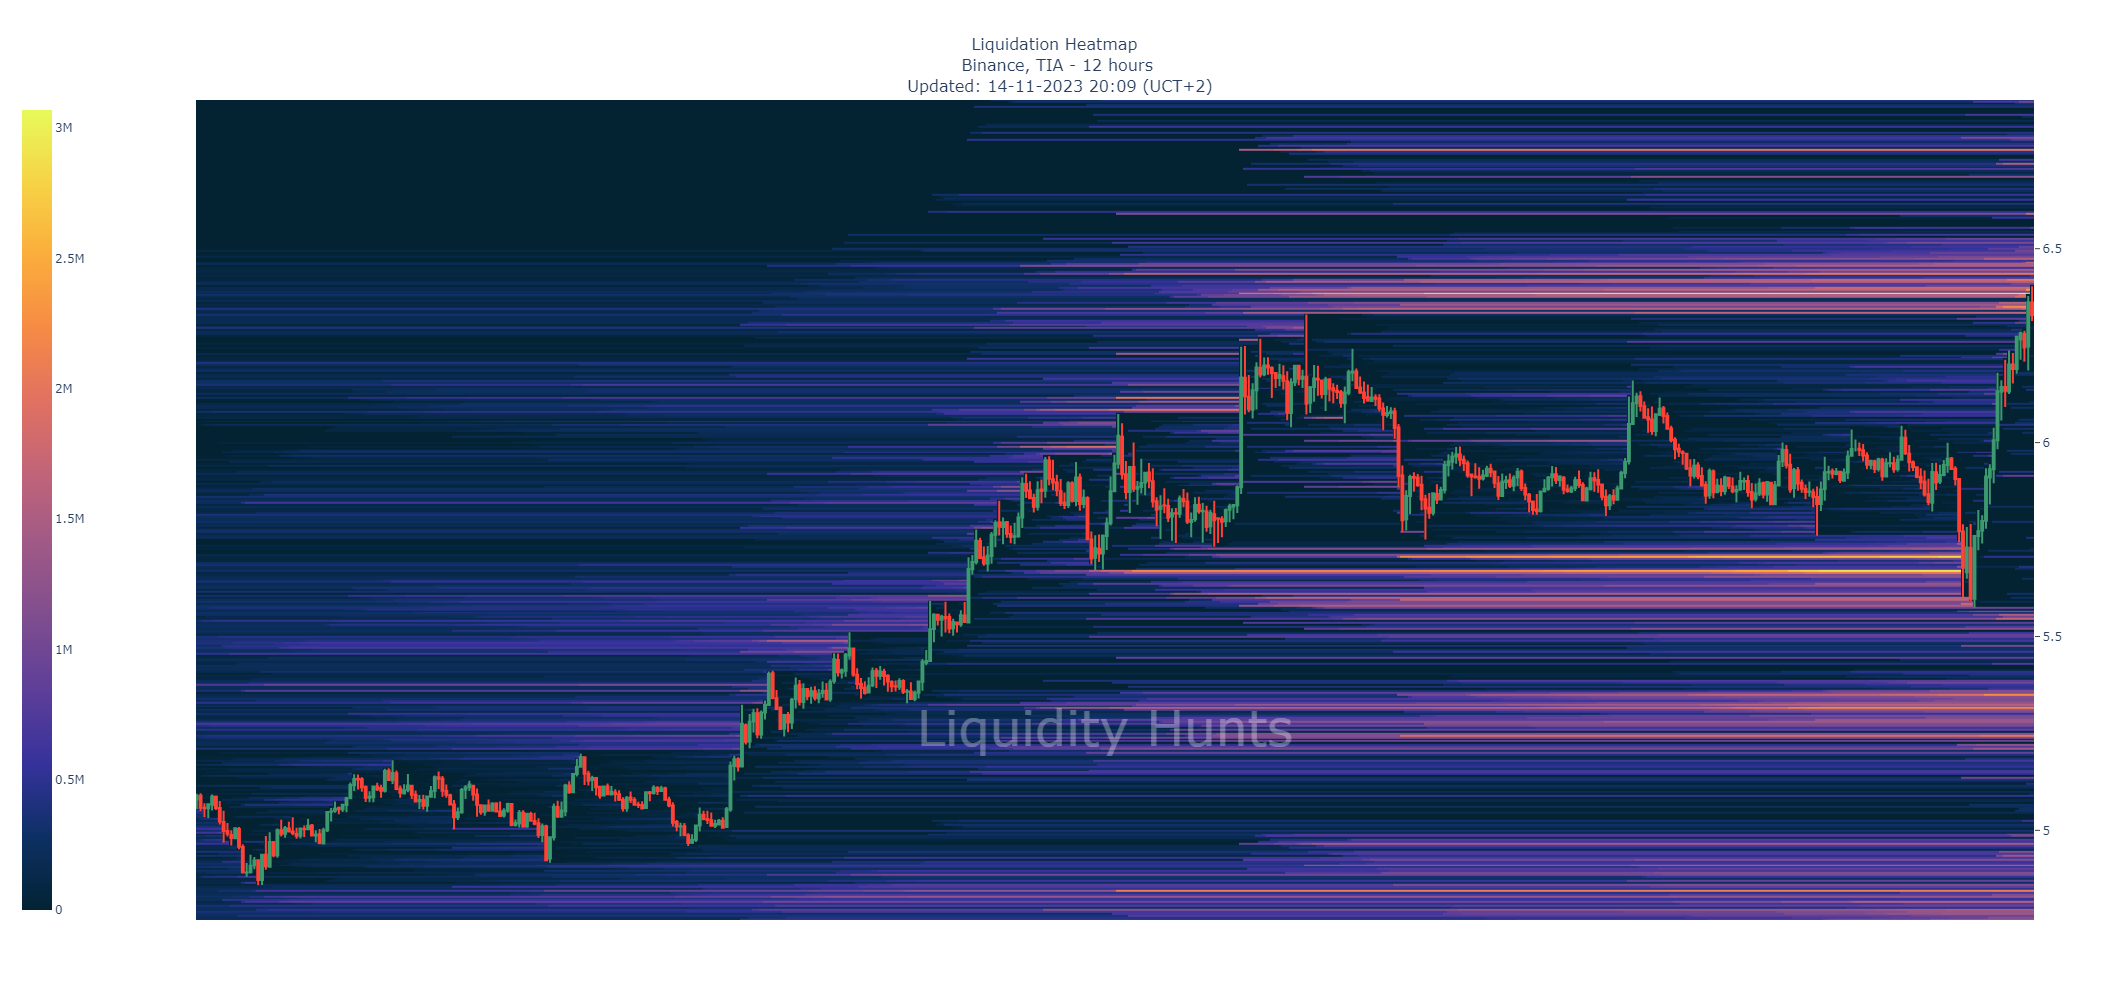 Liquidation Heatmap
Binance, TIA - 12 hours
Updated: 14-11-2023 20:09 (UCT+2)
3M
2.5M
2M
1.5M
1M
0.5M
0
6.5
6
5.5
5
Liquidity Hunts